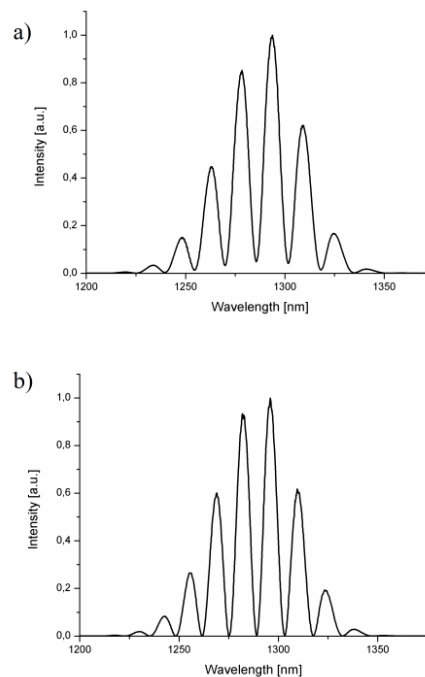 a)
1,0
0,8
0,6
0,4
0,2
0,0
Intensity [a.u.]
1200 1250 1300 1350
Wavelength [nm]
b)
1,0
0,8
0,6
0,4
0,2
0,0
Intensity [a.u.]
1200 1250 1300 1350
Wavelength [nm]